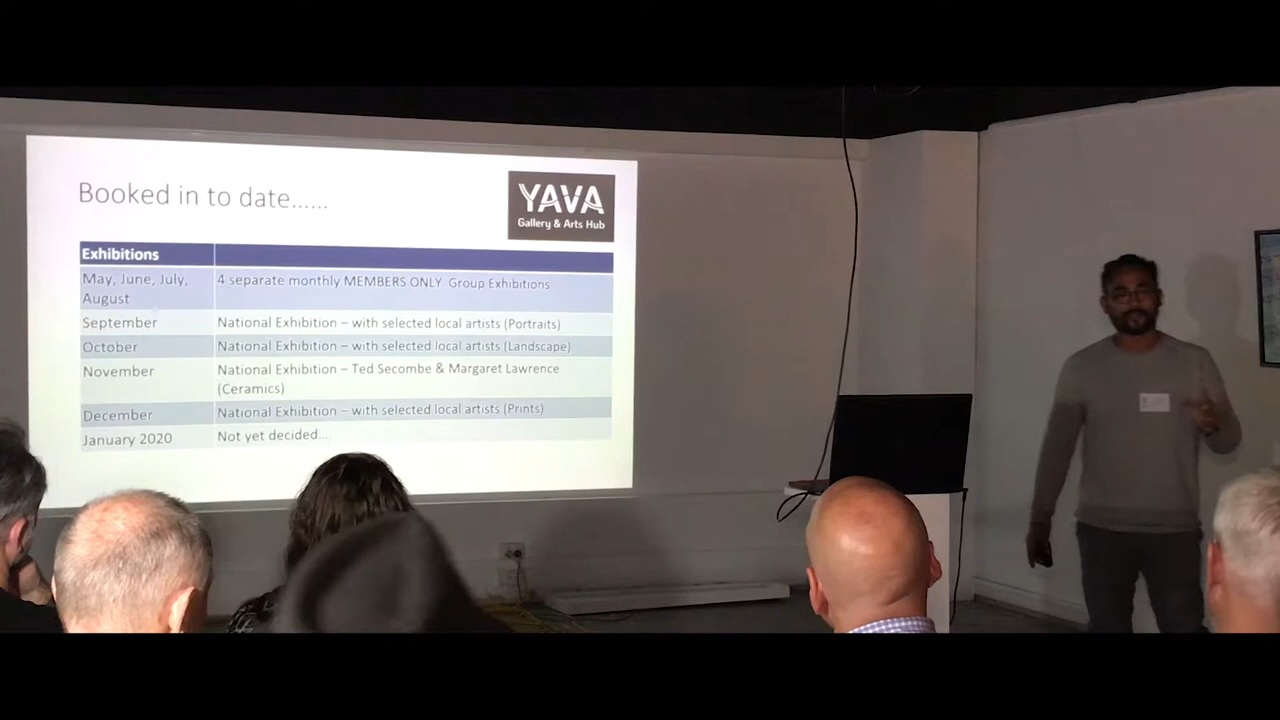 Booked in to date......
YAVA
Gallery & Arts Hub
Exhibitions
May, June, July,
August
4 separate monthly MEMBERS ONLY Group Exhibitions
September
National Exhibition – with selected local artists (Portraits)
October
National Exhibition – with selected local artists (Landscape)
November
National Exhibition – Ted Secombe & Margaret Lawrence
(Ceramics)
December
National Exhibition – with selected local artists (Prints)
January 2020
Not yet decided....